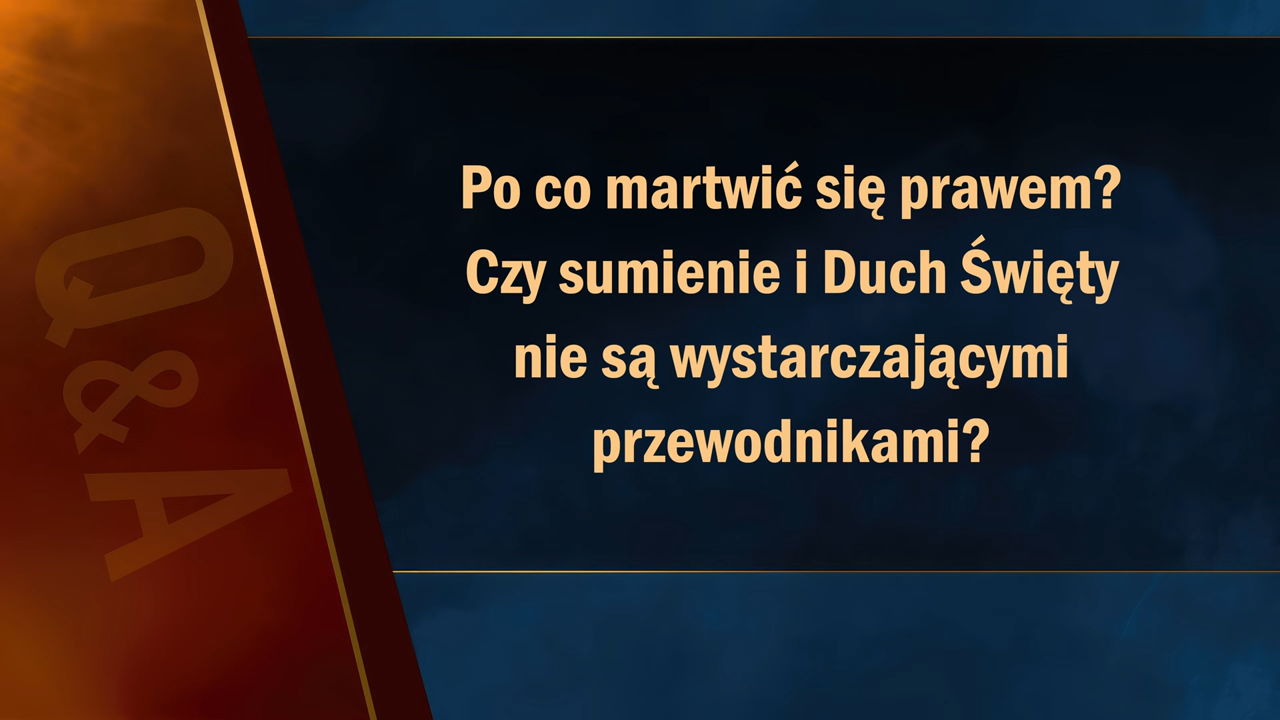 Q&A
Po co martwić się prawem?
Czy sumienie i Duch Święty
nie są wystarczającymi
przewodnikami?